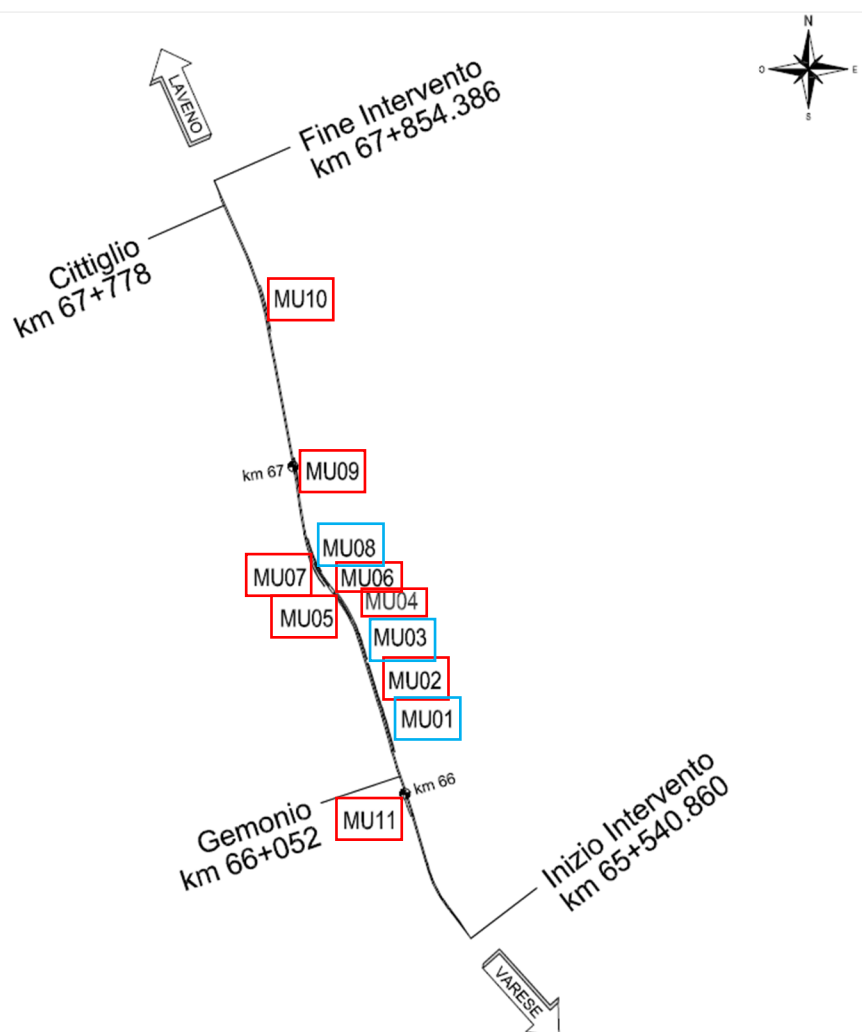 N
O
E
S
LAVENO
Fine Intervento
km 67+854.386
Cittiglio
km 67+778
MU10
km 67
MU09
MU08
MU07
MU06
MU04
MU05
MU03
MU02
MU01
km 66
Gemonio
km 66+052
MU11
Inizio Intervento
km 65+540.860
VARESE